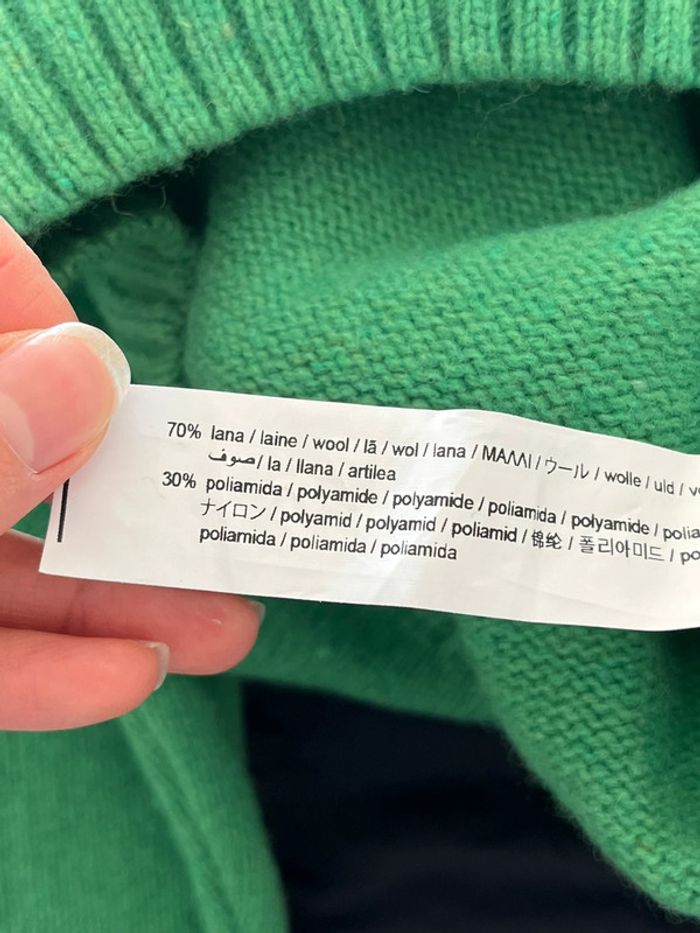 70% lana / laine / wool / lã / wol / lana / ΜΑΛΛΙ / ウール / wolle / uld /
صوف / la / llana / artilea
30% poliamida / polyamide / polyamide / poliamida / polyamide /
ナイロン / polyamid / polyamid / poliamid / 锦纶 / 폴리아미드 /
poliamida / poliamida / poliamida